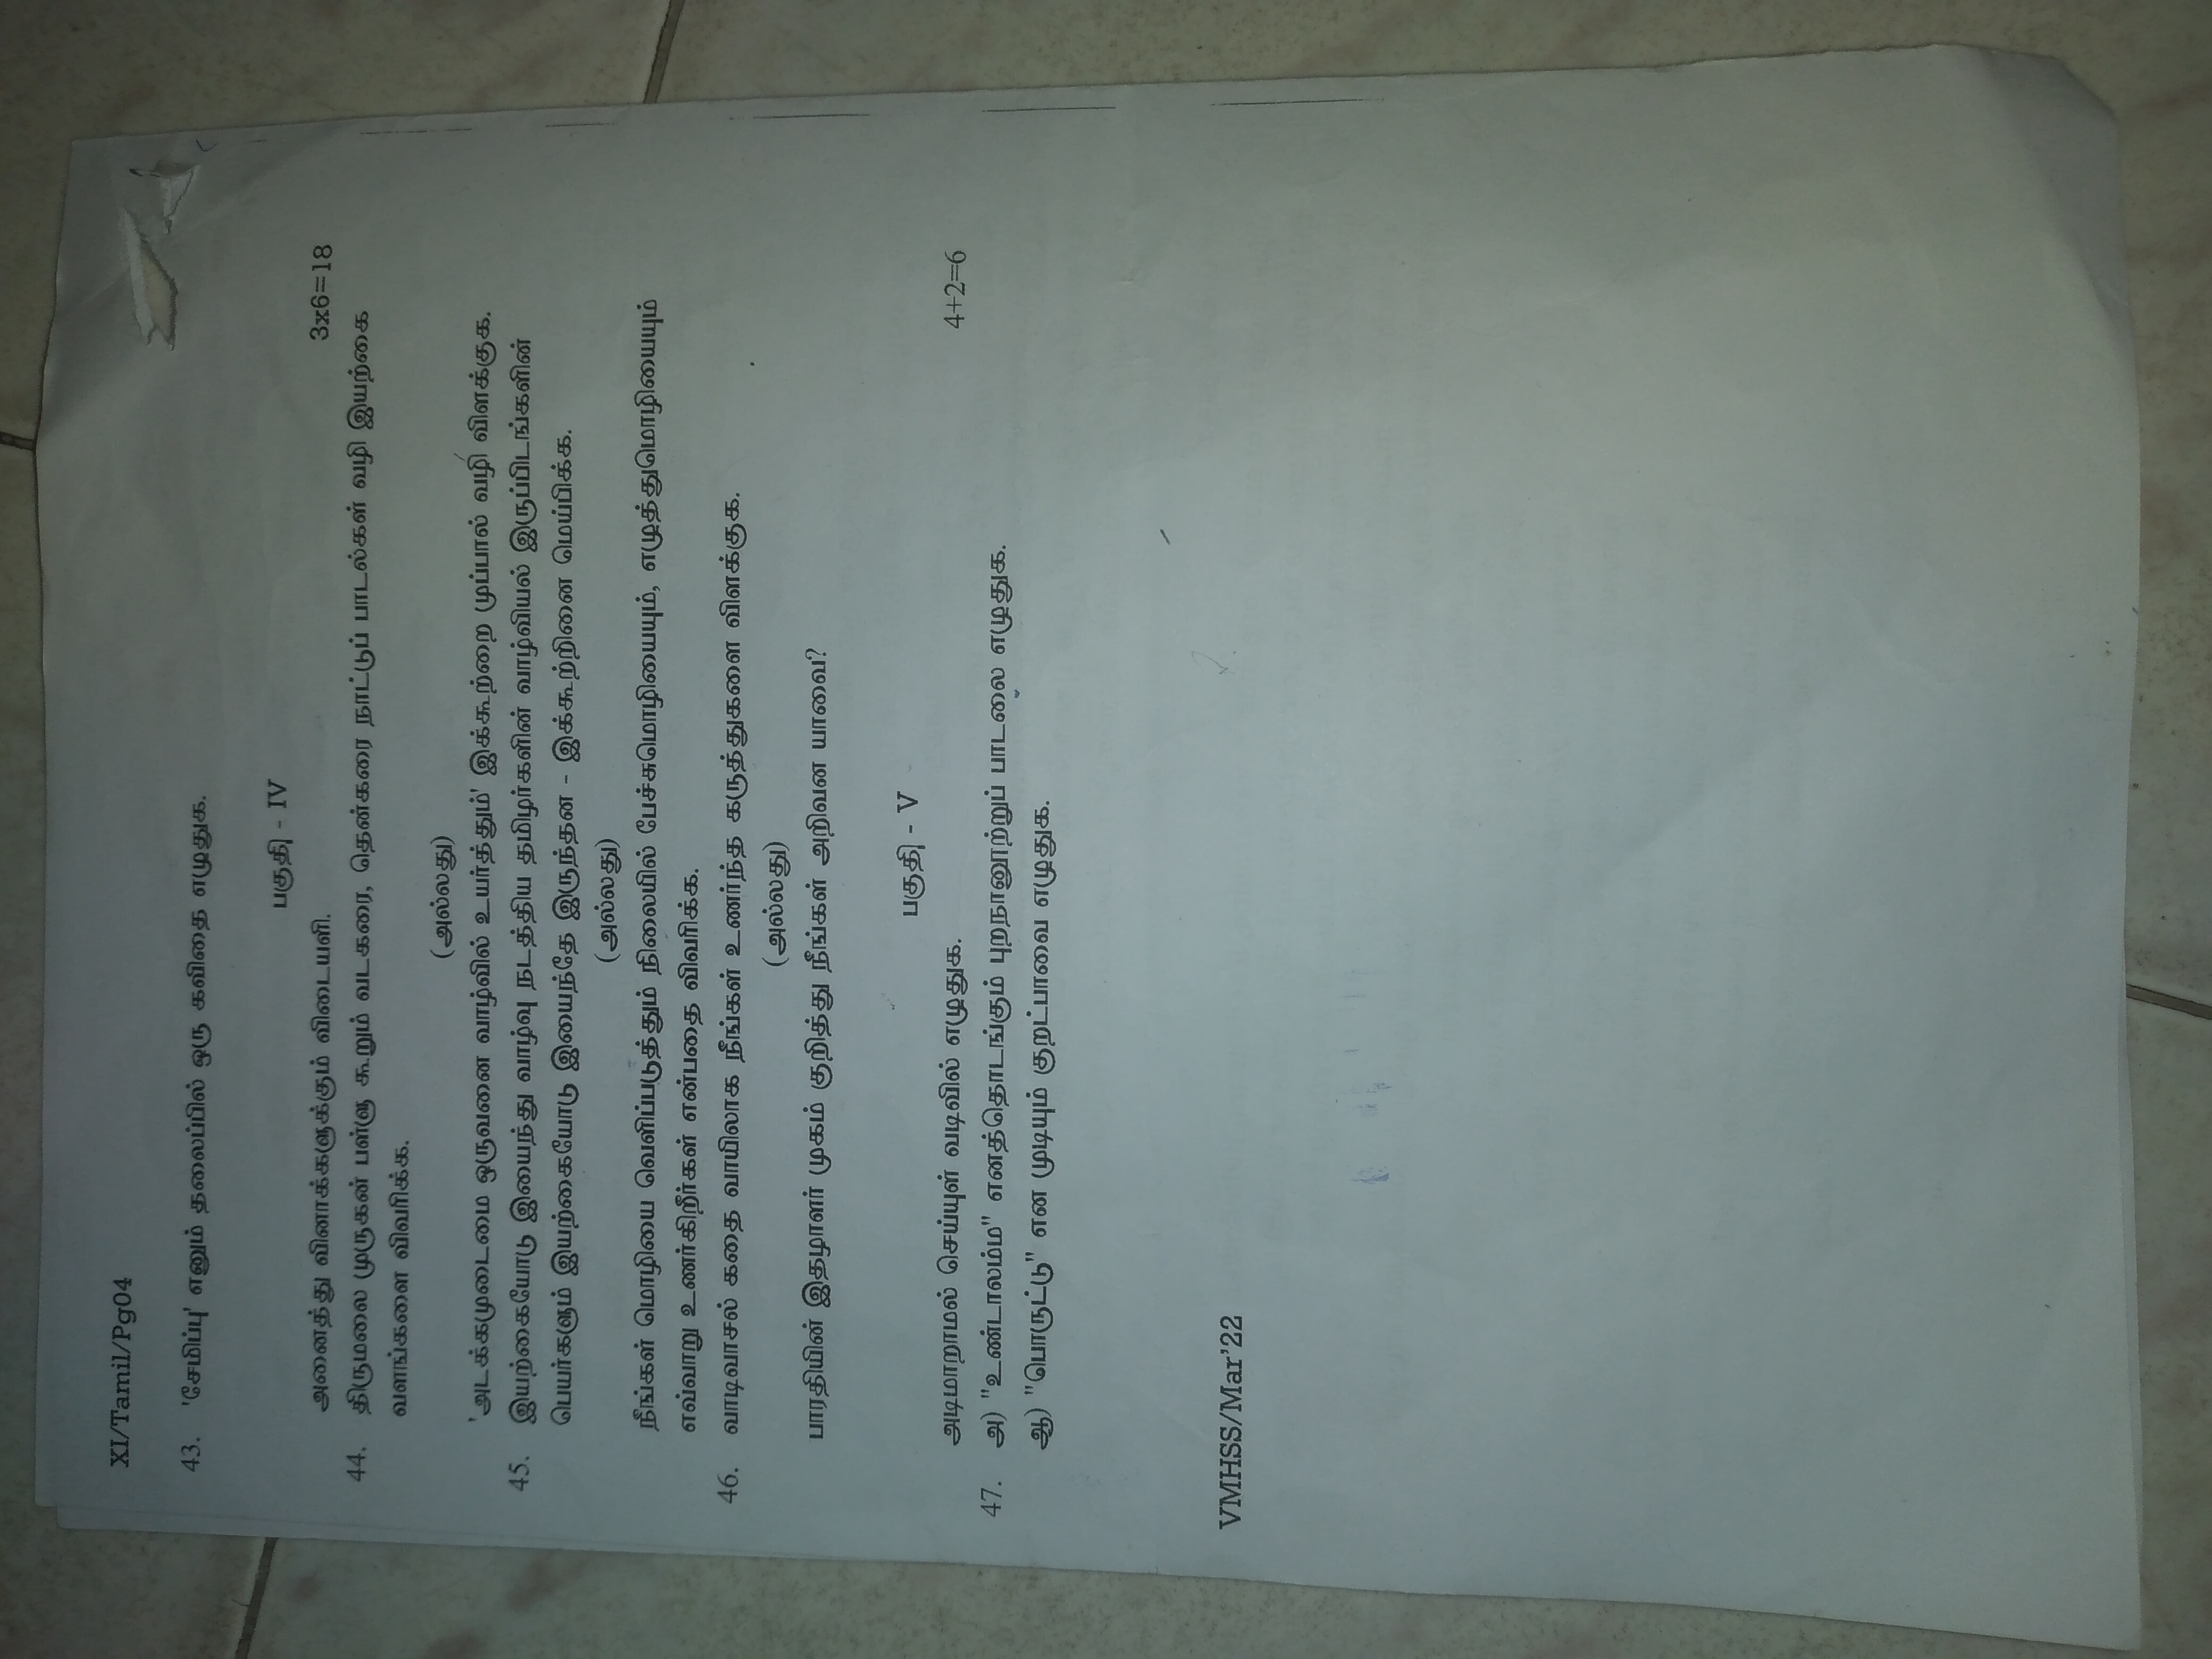 XI/Tamil/Pg04
43. 'சேமிப்பு' எனும் தலைப்பில் ஒரு கவிதை எழுதுக.
பகுதி - IV
அனைத்து வினாக்களுக்கும் விடையளி. 3x6=18
44. திருமலை முருகன் பள்ளு கூறும் வடகரை, தென்கரை நாட்டுப் பாடல்கள் வழி இயற்கை
வளங்களை விவரிக்க.
(அல்லது)
'அடக்கமுடைமை ஒருவனை வாழ்வில் உயர்த்தும்' இக்கூற்றை முப்பால் வழி விளக்குக.
45. இயற்கையோடு இயைந்து வாழ்வு நடத்திய தமிழர்களின் வாழ்வியல் இருப்பிடங்களின்
பெயர்களும் இயற்கையோடு இயைந்தே இருந்தன - இக்கூற்றினை மெய்பிக்க.
(அல்லது)
நீங்கள் மொழியை வெளிப்படுத்தும் நிலையில் பேச்சுமொழியையும், எழுத்துமொழியையும்
எவ்வாறு உணர்கிறீர்கள் என்பதை விவரிக்க.
46. வாடிவாசல் கதை வாயிலாக நீங்கள் உணர்ந்த கருத்துகளை விளக்குக.
(அல்லது)
பாரதியின் இதழாளர் முகம் குறித்து நீங்கள் அறிவன யாவை?
பகுதி - V
அடிமாறாமல் செய்யுள் வடிவில் எழுதுக. 4+2=6
47. அ) "உண்டாலம்ம" எனத்தொடங்கும் புறநானூற்றுப் பாடலை எழுதுக.
ஆ) "பொருட்டு" என முடியும் குறட்பாவை எழுதுக.
VMHSS/Mar'22